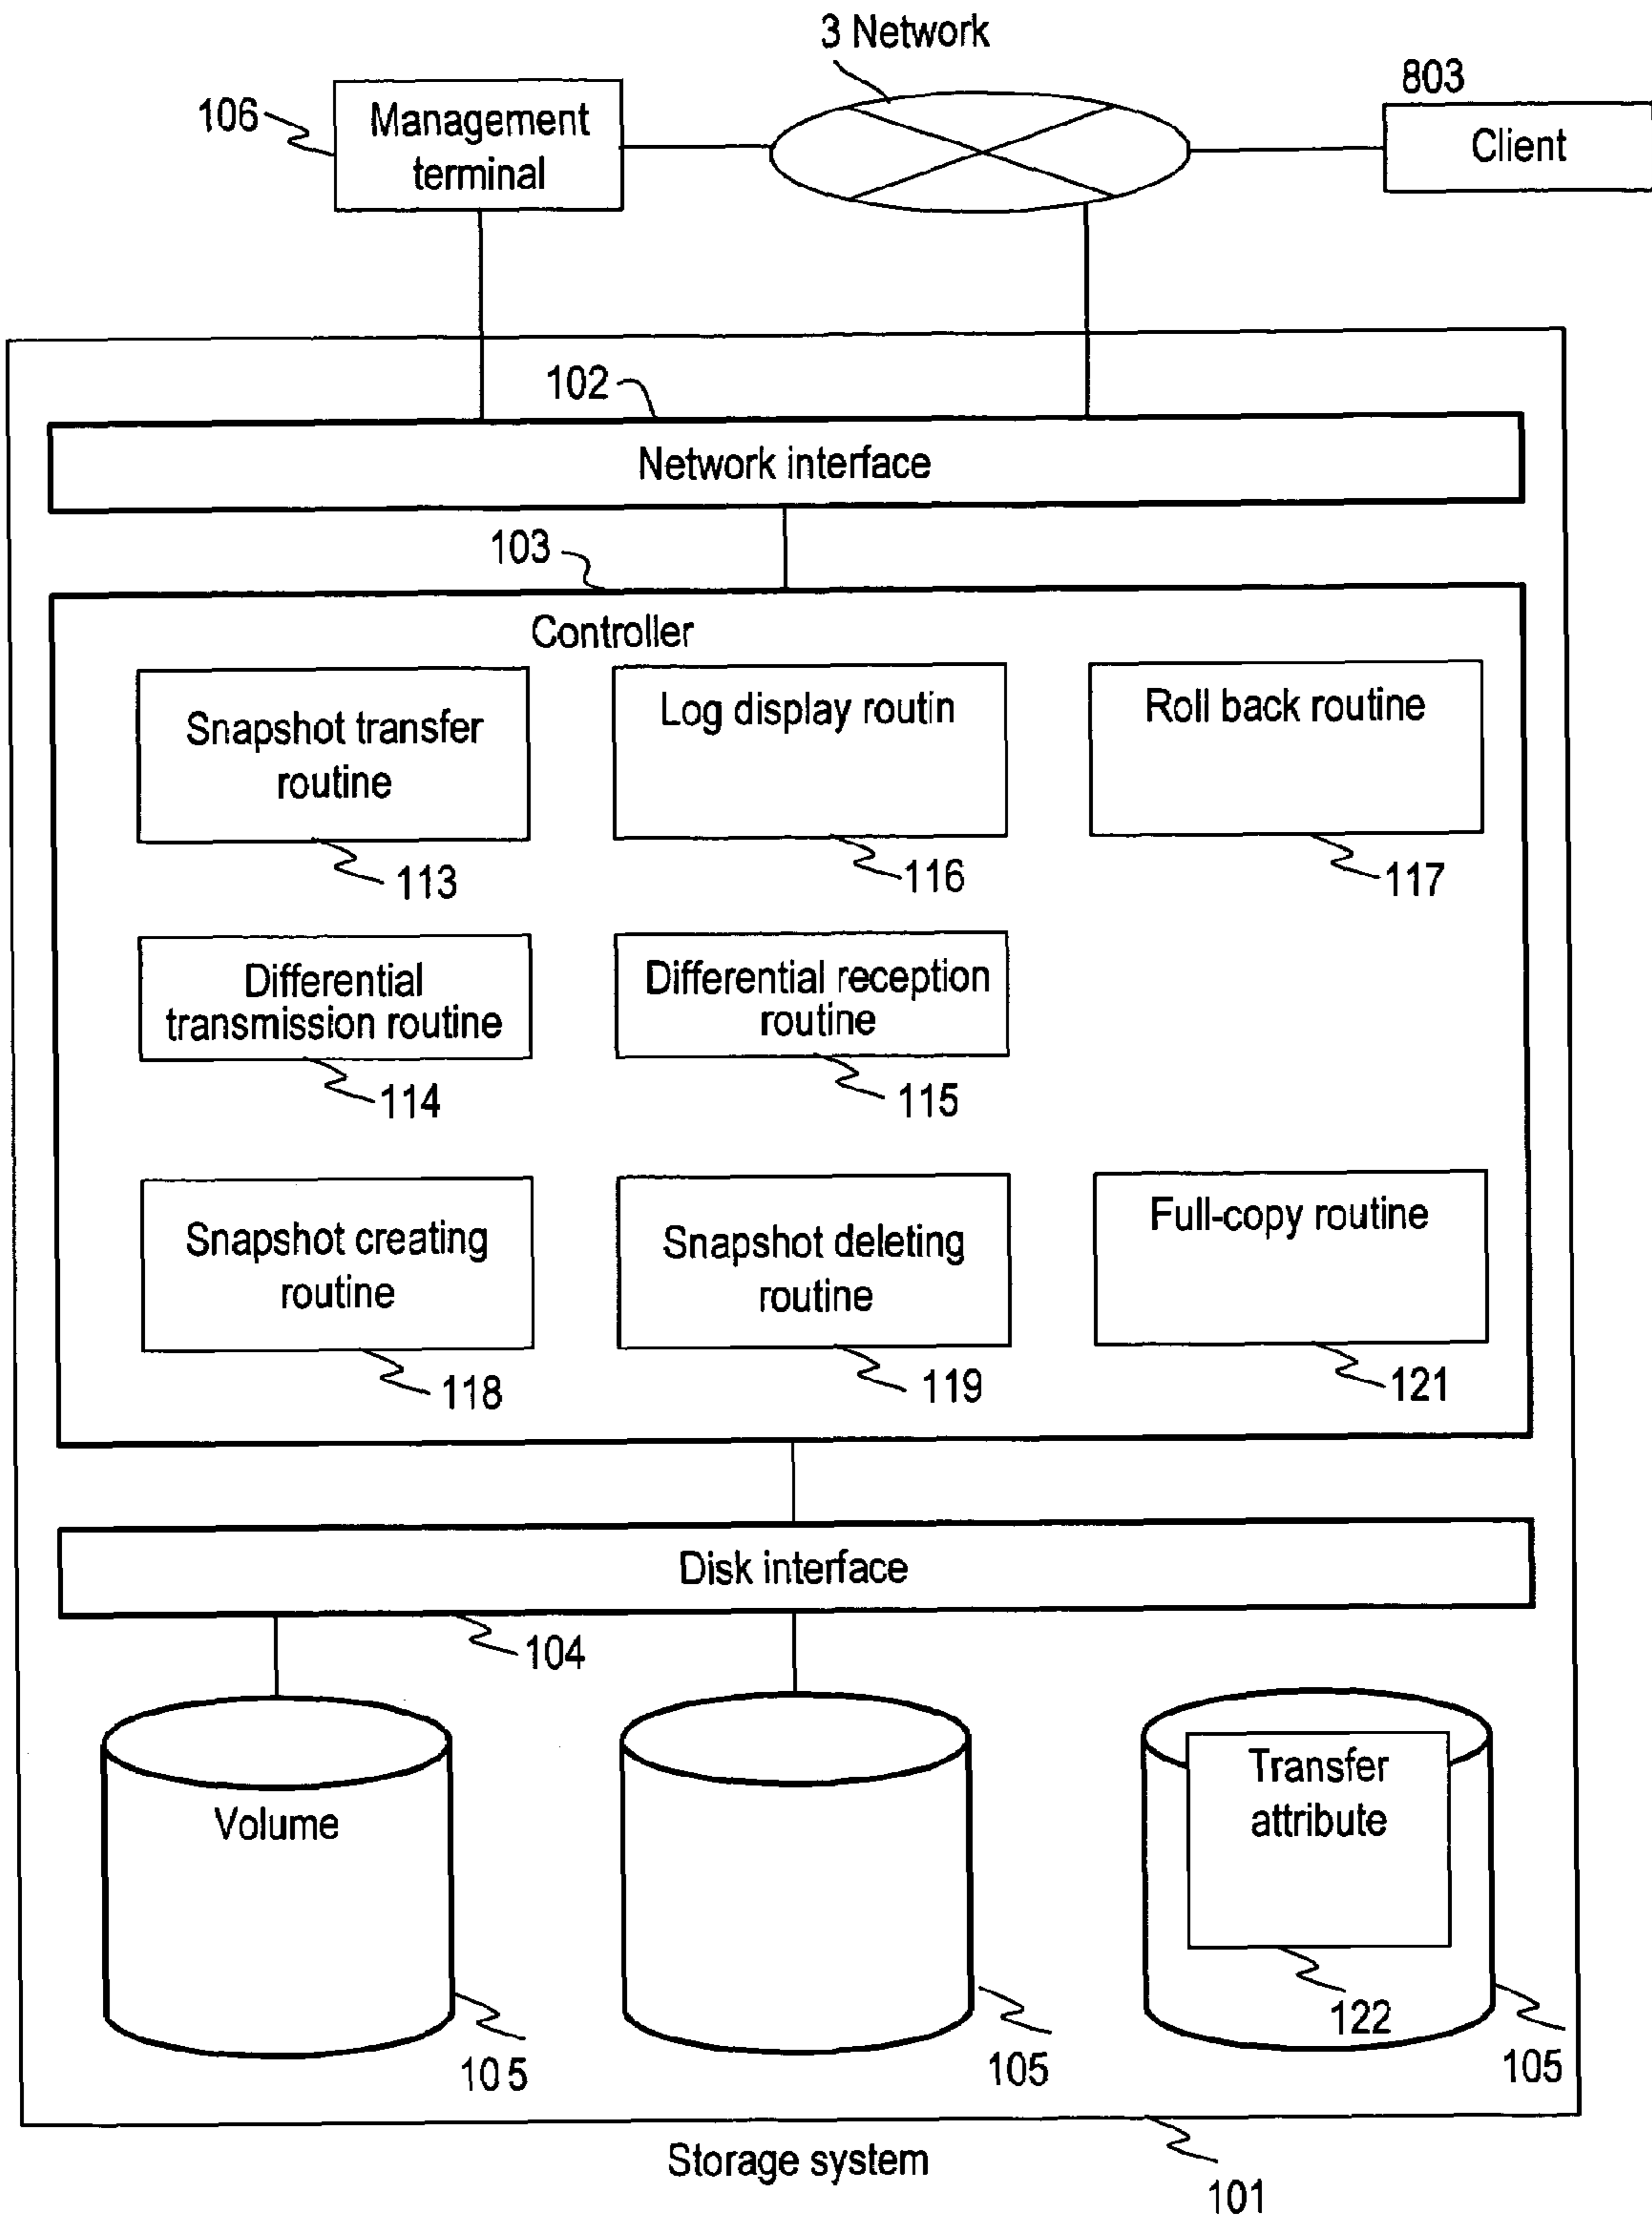 3 Network
803
106
Management
terminal
Client
102
Network interface
103
Controller
Snapshot transfer
routine
Log display routin
Roll back routine
113
116
117
Differential
transmission routine
Differential reception
routine
114
115
Snapshot creating
routine
Snapshot deleting
routine
Full-copy routine
118
119
121
Disk interface
104
Volume
Transfer
attribute
122
105
105
105
Storage system
101